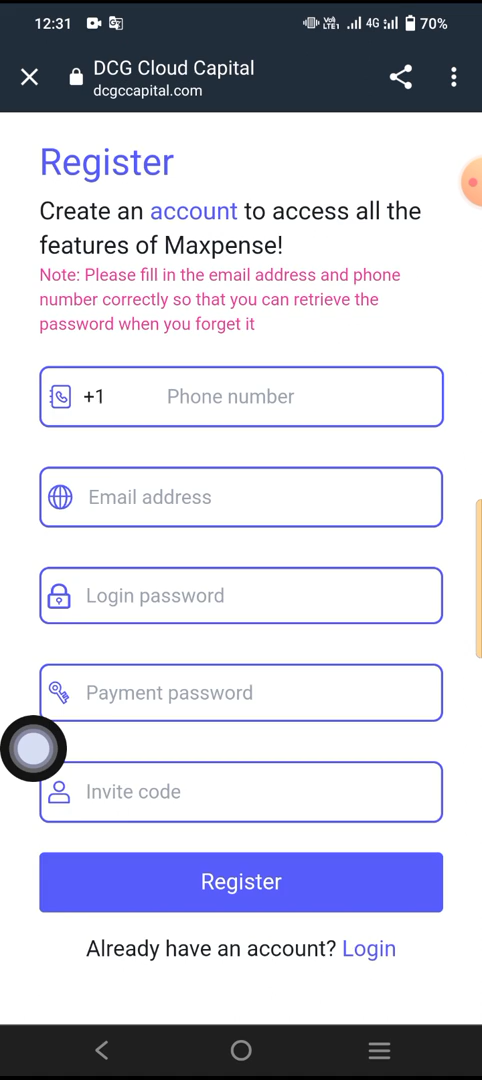 12:31
VoLTE1 4G 70%
DCG Cloud Capital
dcgccapital.com
Register
Create an account to access all the
features of Maxpense!
Note: Please fill in the email address and phone
number correctly so that you can retrieve the
password when you forget it
+1 Phone number
Email address
Login password
Payment password
Invite code
Register
Already have an account? Login